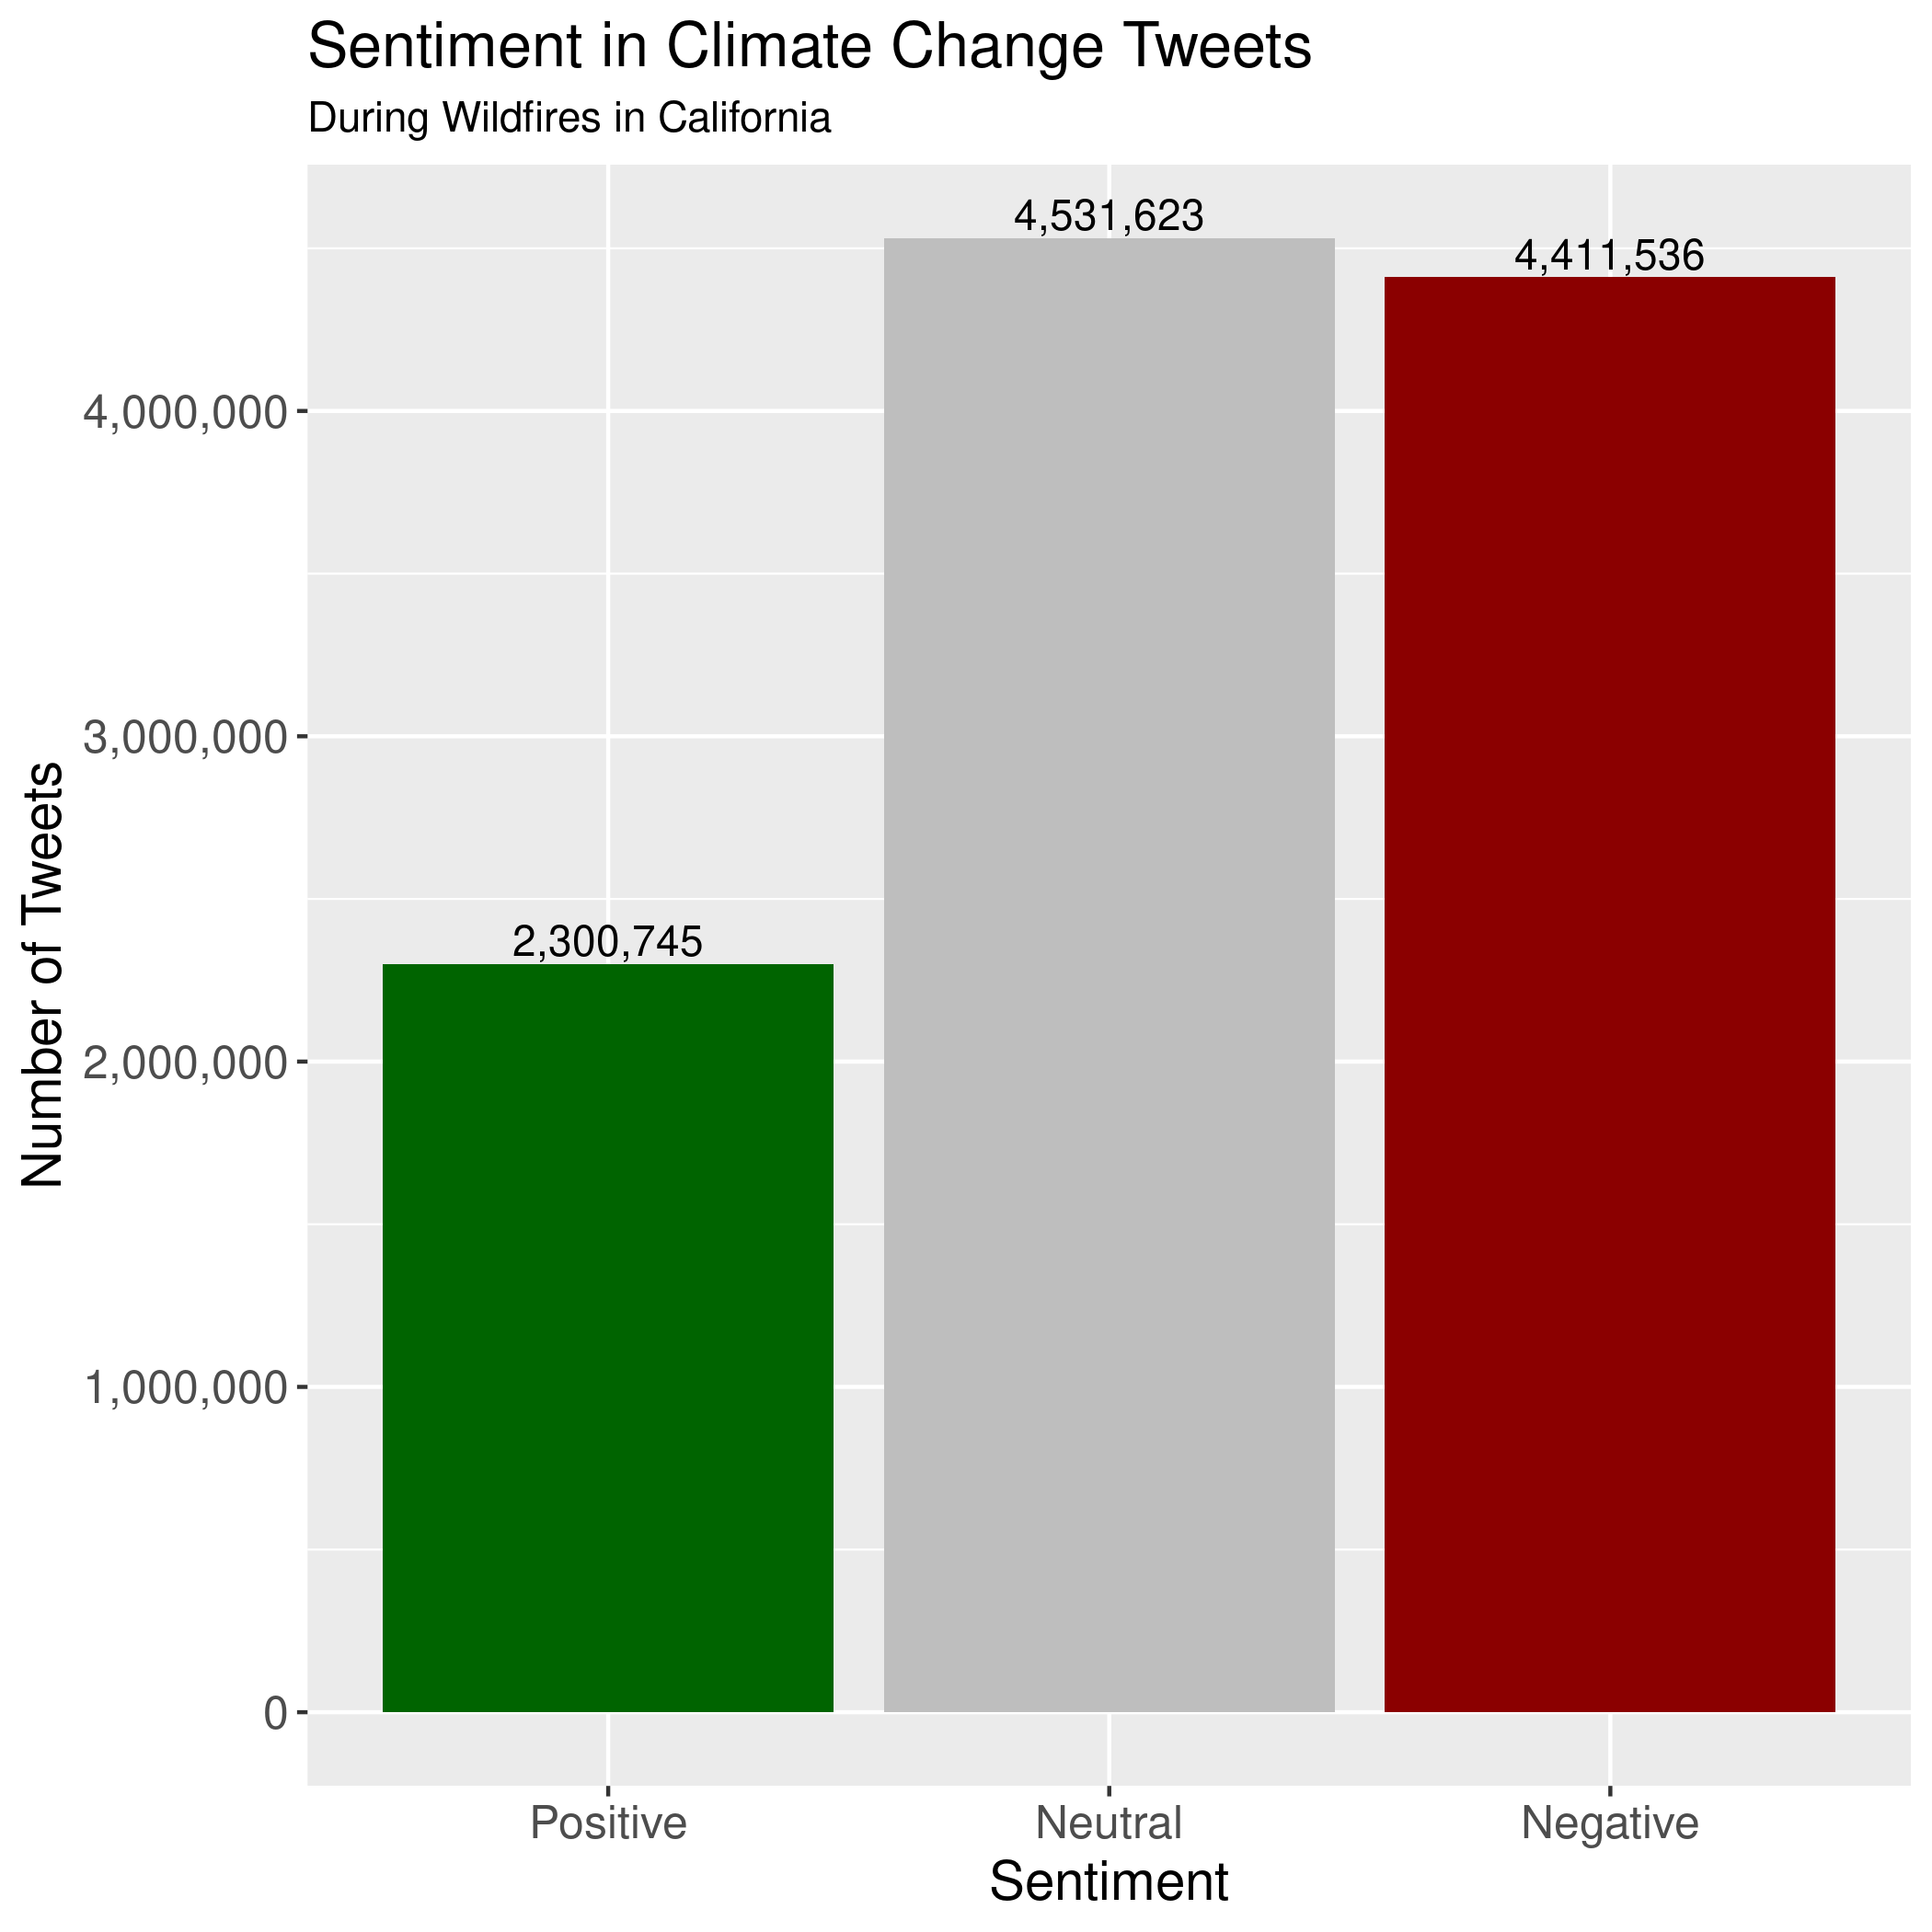 Sentiment in Climate Change Tweets
During Wildfires in California
4,531,623
4,411,536
2,300,745
4,000,000
3,000,000
2,000,000
1,000,000
0
Number of Tweets
Positive
Neutral
Negative
Sentiment